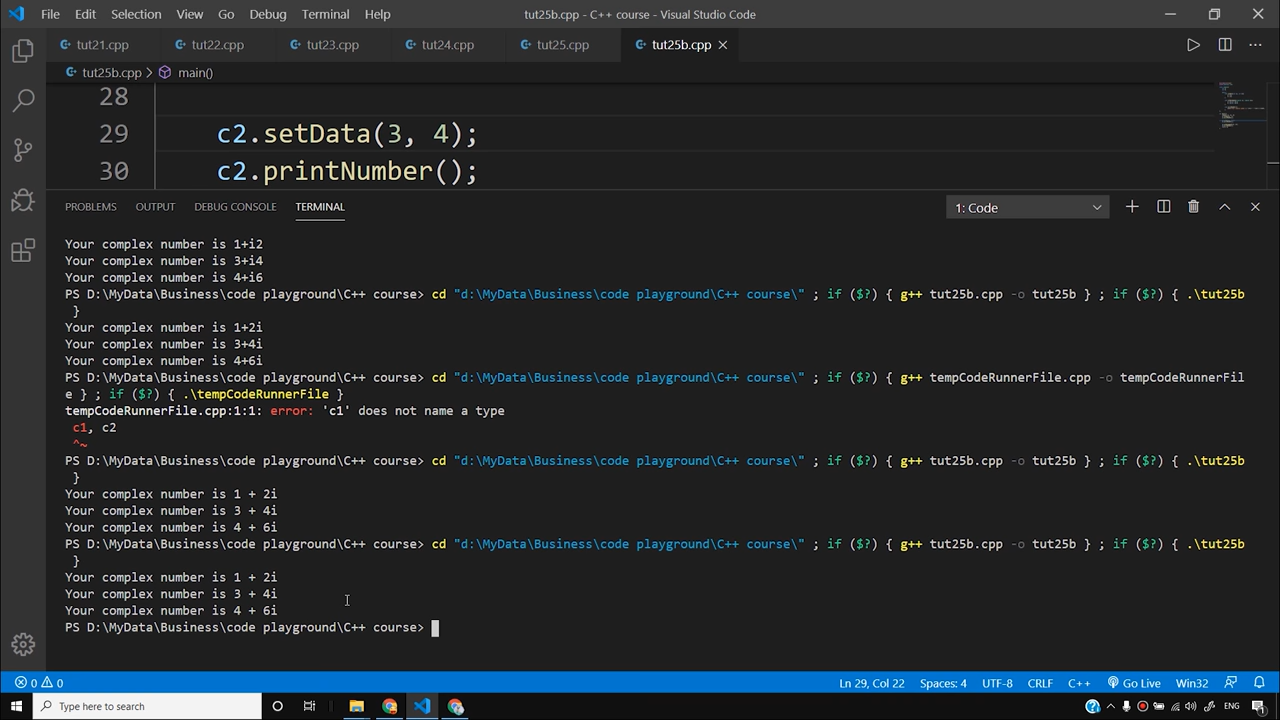 File Edit Selection View Go Debug Terminal Help tut25b.cpp - C++ course - Visual Studio Code
tut21.cpp tut22.cpp tut23.cpp tut24.cpp tut25.cpp tut25b.cpp
tut25b.cpp > main()
28
29 c2.setData(3, 4);
30 c2.printNumber();
PROBLEMS OUTPUT DEBUG CONSOLE TERMINAL 1: Code
Your complex number is 1+i2
Your complex number is 3+i4
Your complex number is 4+i6
PS D:\MyData\Business\code playground\C++ course> cd "d:\MyData\Business\code playground\C++ course\" ; if ($?) { g++ tut25b.cpp -o tut25b } ; if ($?) { .\tut25b
}
Your complex number is 1+2i
Your complex number is 3+4i
Your complex number is 4+6i
PS D:\MyData\Business\code playground\C++ course> cd "d:\MyData\Business\code playground\C++ course\" ; if ($?) { g++ tempCodeRunnerFile.cpp -o tempCodeRunnerFil
e } ; if ($?) { .\tempCodeRunnerFile }
tempCodeRunnerFile.cpp:1:1: error: 'c1' does not name a type
c1, c2
^~
PS D:\MyData\Business\code playground\C++ course> cd "d:\MyData\Business\code playground\C++ course\" ; if ($?) { g++ tut25b.cpp -o tut25b } ; if ($?) { .\tut25b
}
Your complex number is 1 + 2i
Your complex number is 3 + 4i
Your complex number is 4 + 6i
PS D:\MyData\Business\code playground\C++ course> cd "d:\MyData\Business\code playground\C++ course\" ; if ($?) { g++ tut25b.cpp -o tut25b } ; if ($?) { .\tut25b
}
Your complex number is 1 + 2i
Your complex number is 3 + 4i
Your complex number is 4 + 6i
PS D:\MyData\Business\code playground\C++ course>
0 0 Ln 29, Col 22 Spaces: 4 UTF-8 CRLF C++ Go Live Win32
Type here to search ENG 1